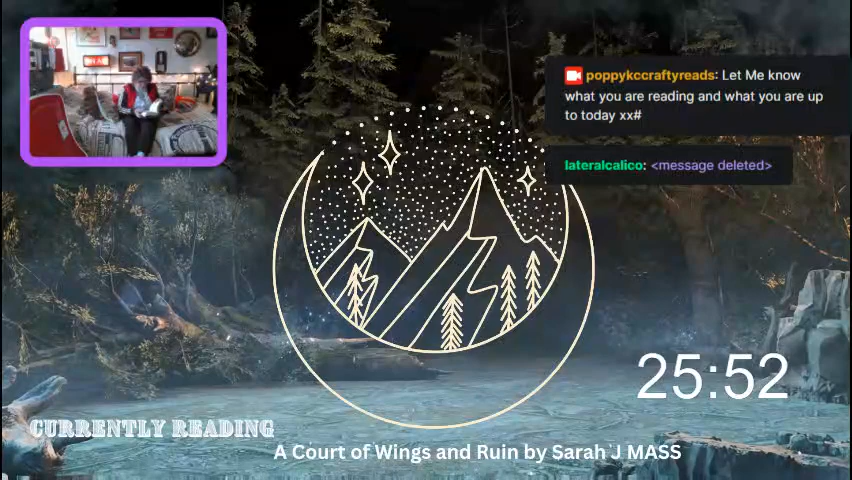 poppykccraftyreads: Let Me know
what you are reading and what you are up
to today xx#
lateralcalico: <message deleted>
25:52
CURRENTLY READING
A Court of Wings and Ruin by Sarah J MASS